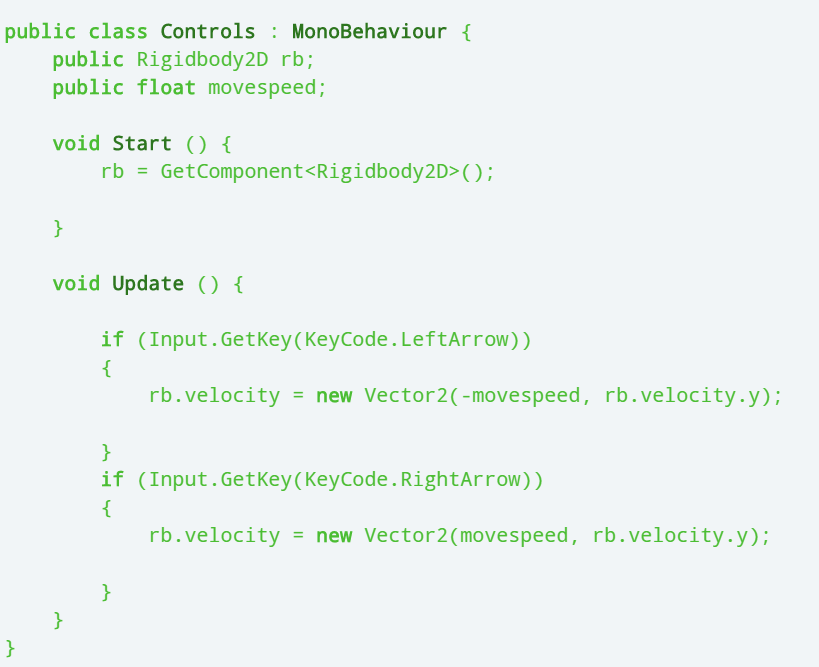 public class Controls : MonoBehaviour {
    public Rigidbody2D rb;
    public float movespeed;

    void Start () {
        rb = GetComponent<Rigidbody2D>();

    }

    void Update () {

        if (Input.GetKey(KeyCode.LeftArrow))
        {
            rb.velocity = new Vector2(-movespeed, rb.velocity.y);

        }
        if (Input.GetKey(KeyCode.RightArrow))
        {
            rb.velocity = new Vector2(movespeed, rb.velocity.y);

        }
    }
}